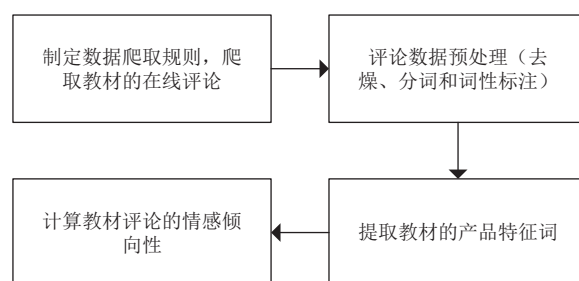 制定数据爬取规则，爬
取教材的在线评论
评论数据预处理（去
燥、分词和词性标注）
计算教材评论的情感倾
向性
提取教材的产品特征词